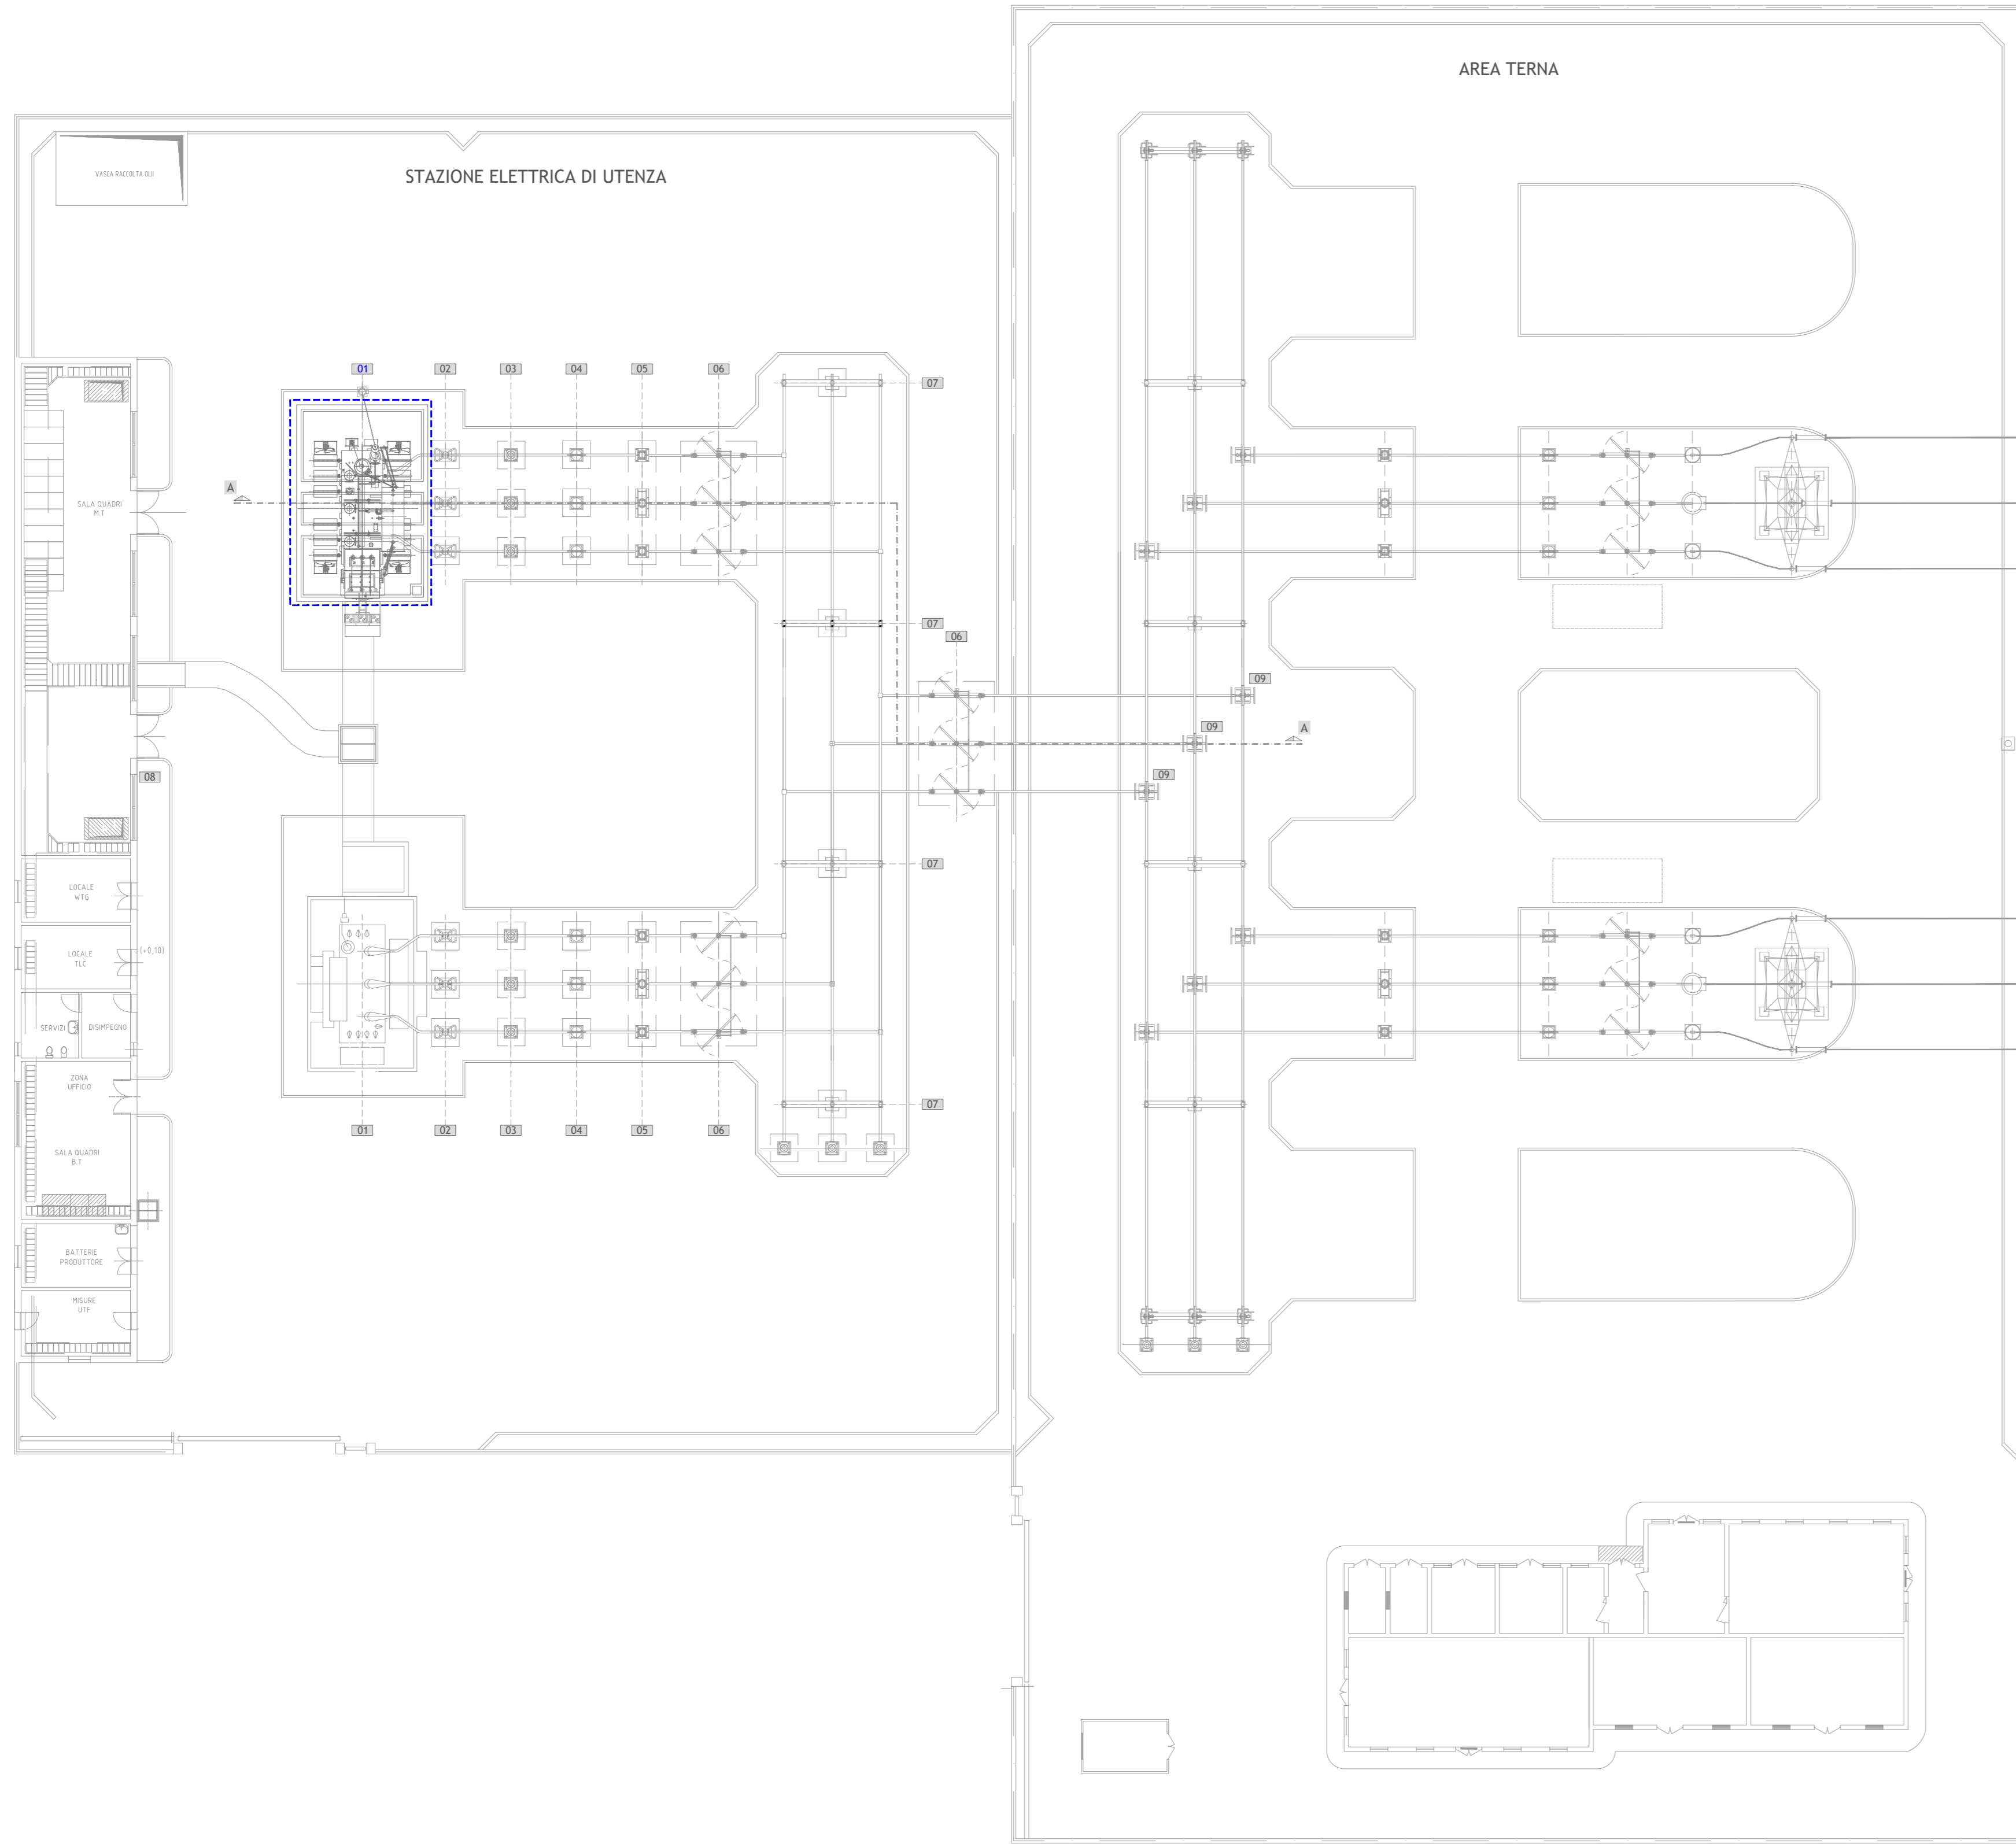 AREA TERNA
VASCA RACCOLTA OLII
STAZIONE ELETTRICA DI UTENZA
01
02
03
04
05
06
07
A
SALA QUADRI
M.T
07
06
09
09
A
09
08
07
LOCALE
WTG
LOCALE
TLC
(+0,10)
SERVIZI
DISIMPEGNO
ZONA
UFFICIO
07
01
02
03
04
05
06
SALA QUADRI
B.T
BATTERIE
PRODUTTORE
MISURE
UTF